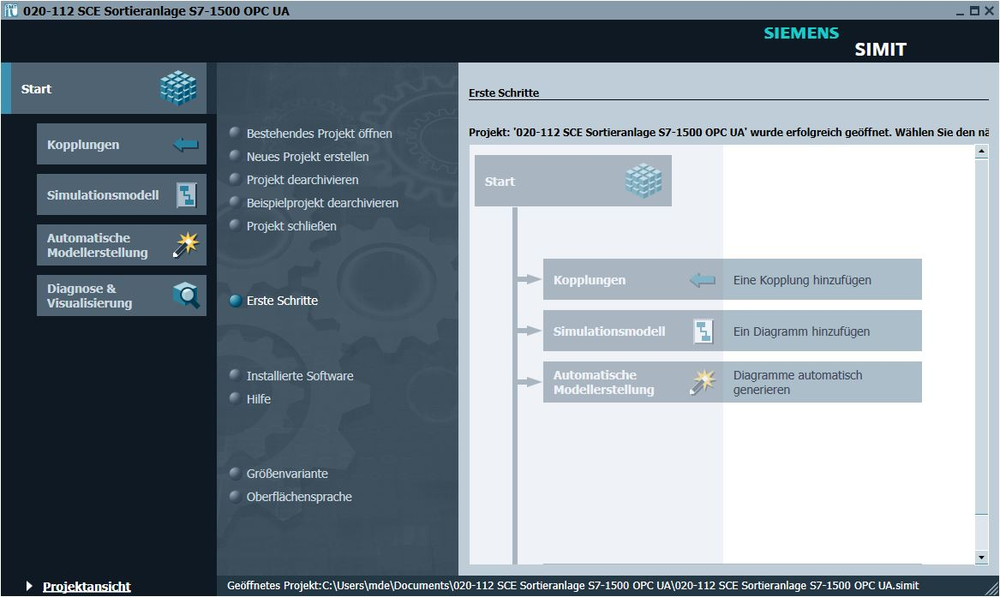 020-112 SCE Sortieranlage S7-1500 OPC UA
SIEMENS
SIMIT
Start
Kopplungen
Simulationsmodell
Automatische
Modellerstellung
Diagnose &
Visualisierung
Bestehendes Projekt öffnen
Neues Projekt erstellen
Projekt dearchivieren
Beispielprojekt dearchivieren
Projekt schließen
Erste Schritte
Installierte Software
Hilfe
Größenvariante
Oberflächensprache
Erste Schritte
Projekt: '020-112 SCE Sortieranlage S7-1500 OPC UA' wurde erfolgreich geöffnet. Wählen Sie den
Start
Kopplungen
Eine Kopplung hinzufügen
Simulationsmodell
Ein Diagramm hinzufügen
Automatische
Modellerstellung
Diagramme automatisch
generieren
Projektansicht
Geöffnetes Projekt:C:\Users\mde\Documents\020-112 SCE Sortieranlage S7-1500 OPC UA\020-112 SCE Sortieranlage S7-1500 OPC UA.simit